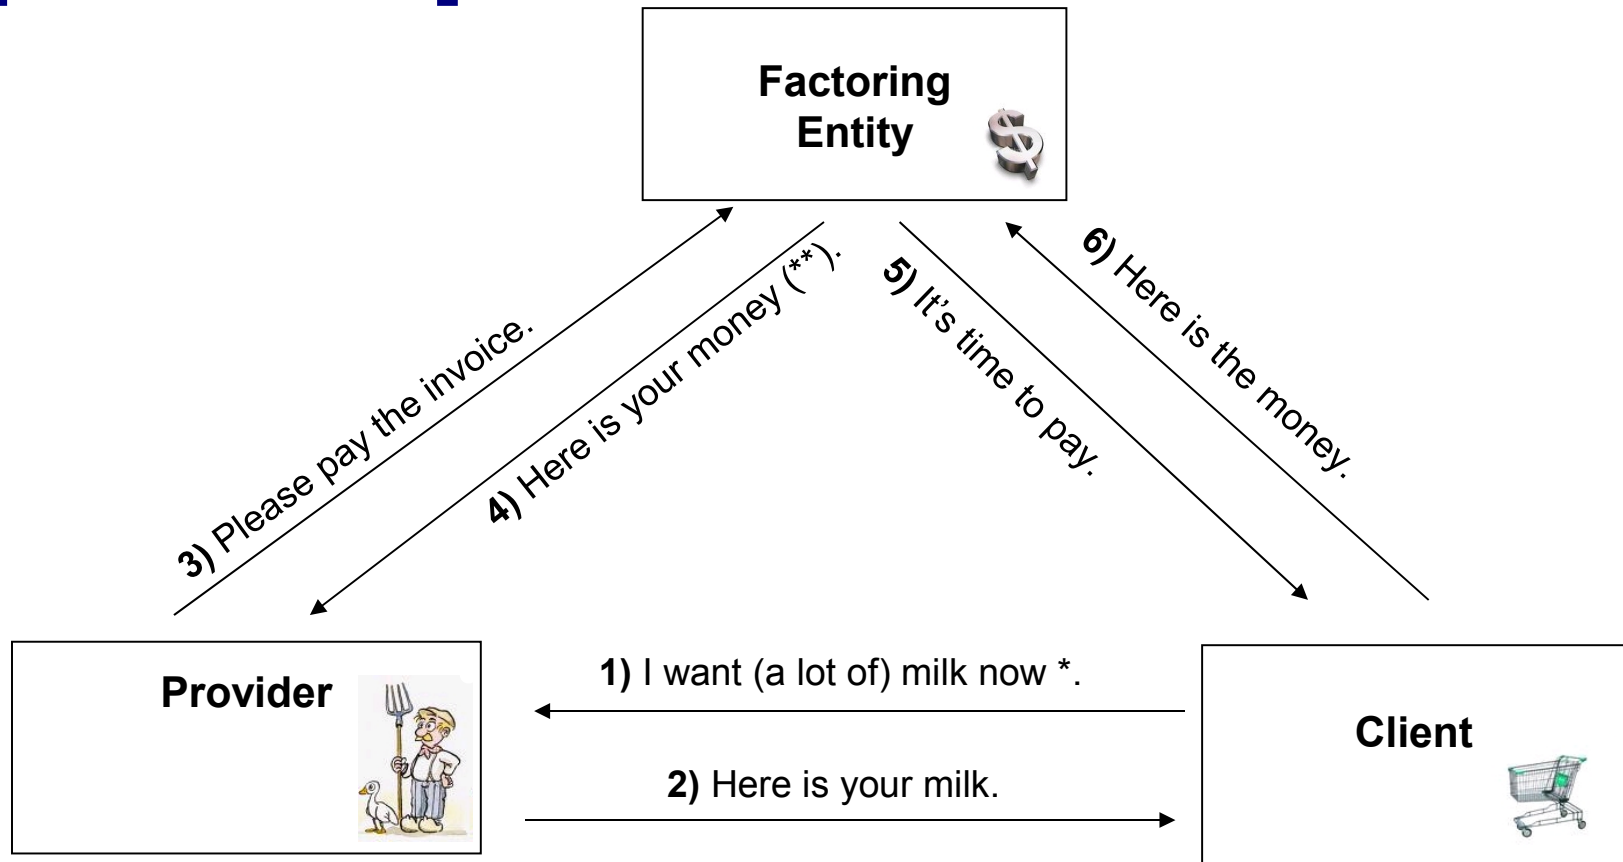 Factoring
Entity
3) Please pay the invoice.
4) Here is your money (**).
5) It's time to pay.
6) Here is the money.
Provider
1) I want (a lot of) milk now *.
Client
2) Here is your milk.